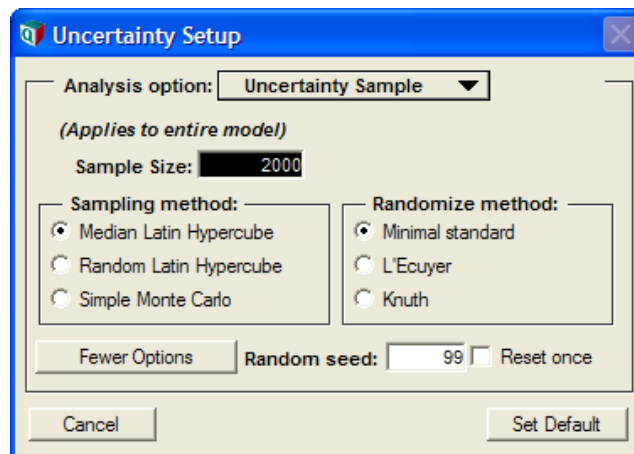 Uncertainty Setup
Analysis option: Uncertainty Sample
(Applies to entire model)
Sample Size: 2000
Sampling method:
Median Latin Hypercube
Random Latin Hypercube
Simple Monte Carlo
Randomize method:
Minimal standard
L'Ecuyer
Knuth
Fewer Options Random seed: 99 Reset once
Cancel Set Default